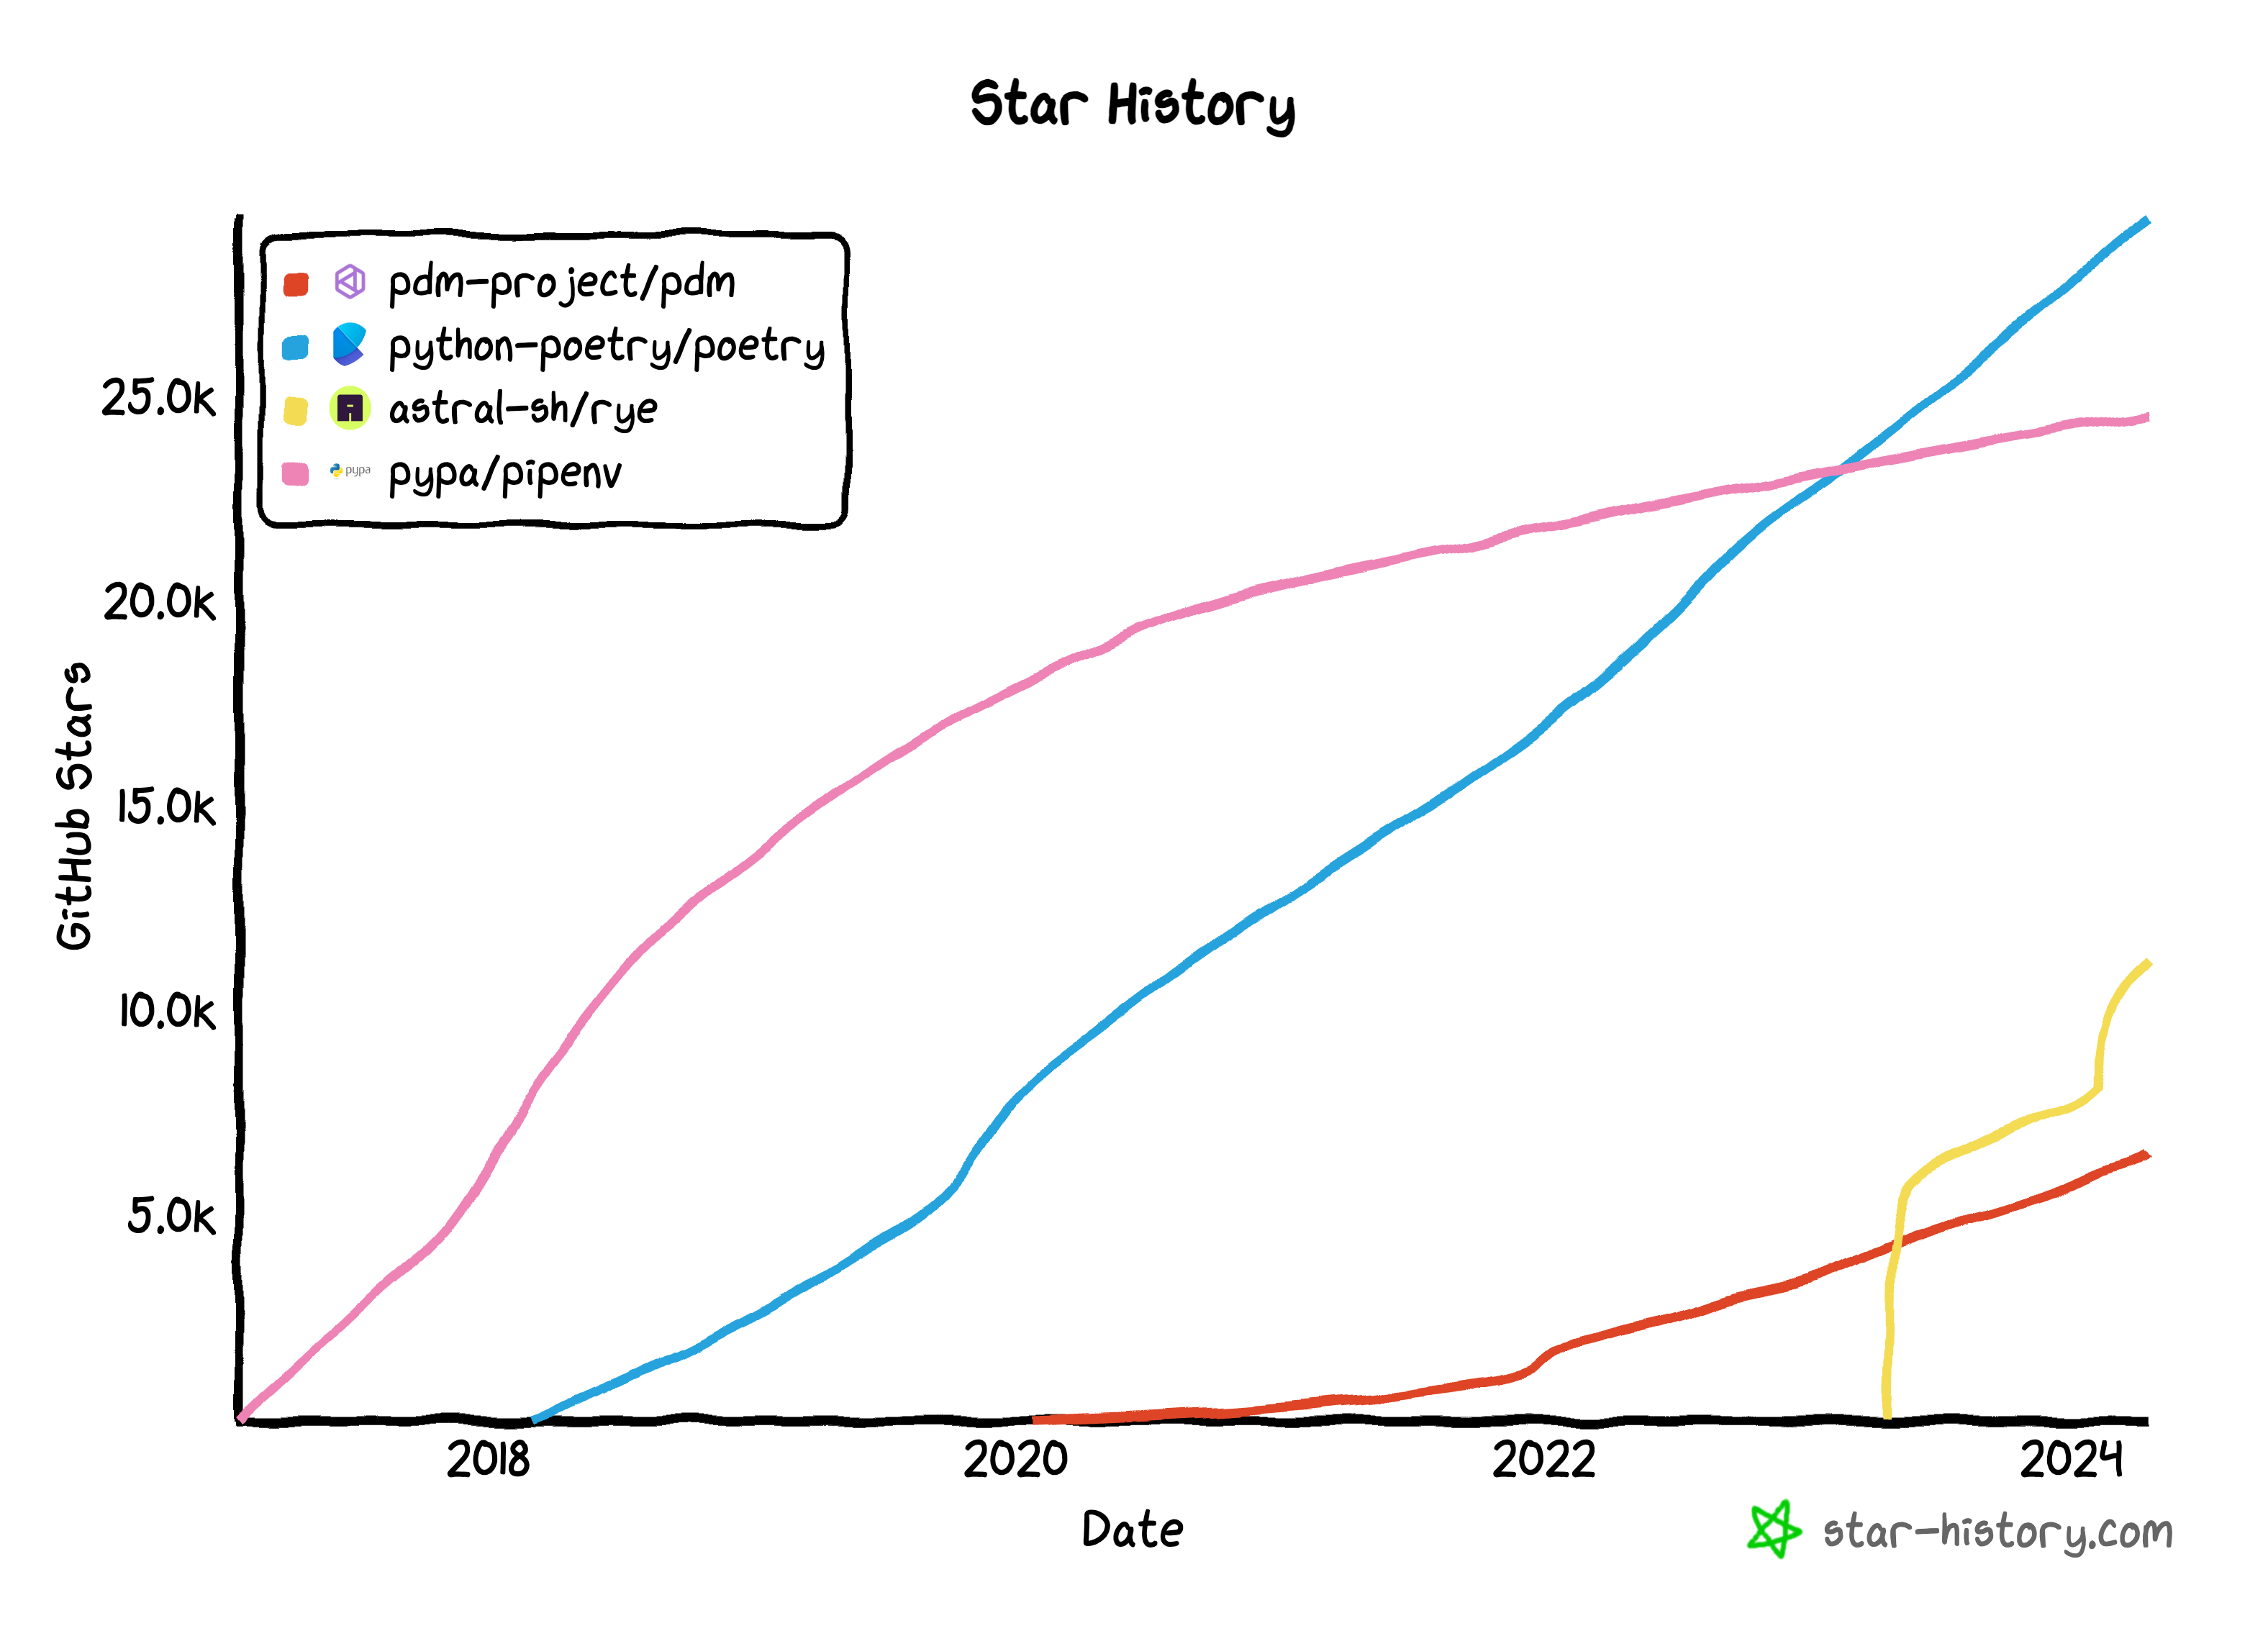 Star History
pdm-project/pdm
python-poetry/poetry
astral-sh/rye
pypa
pypa/pipenv
25.0k
20.0k
15.0k
10.0k
5.0k
GitHub Stars
2018
2020
2022
2024
Date
star-history.com